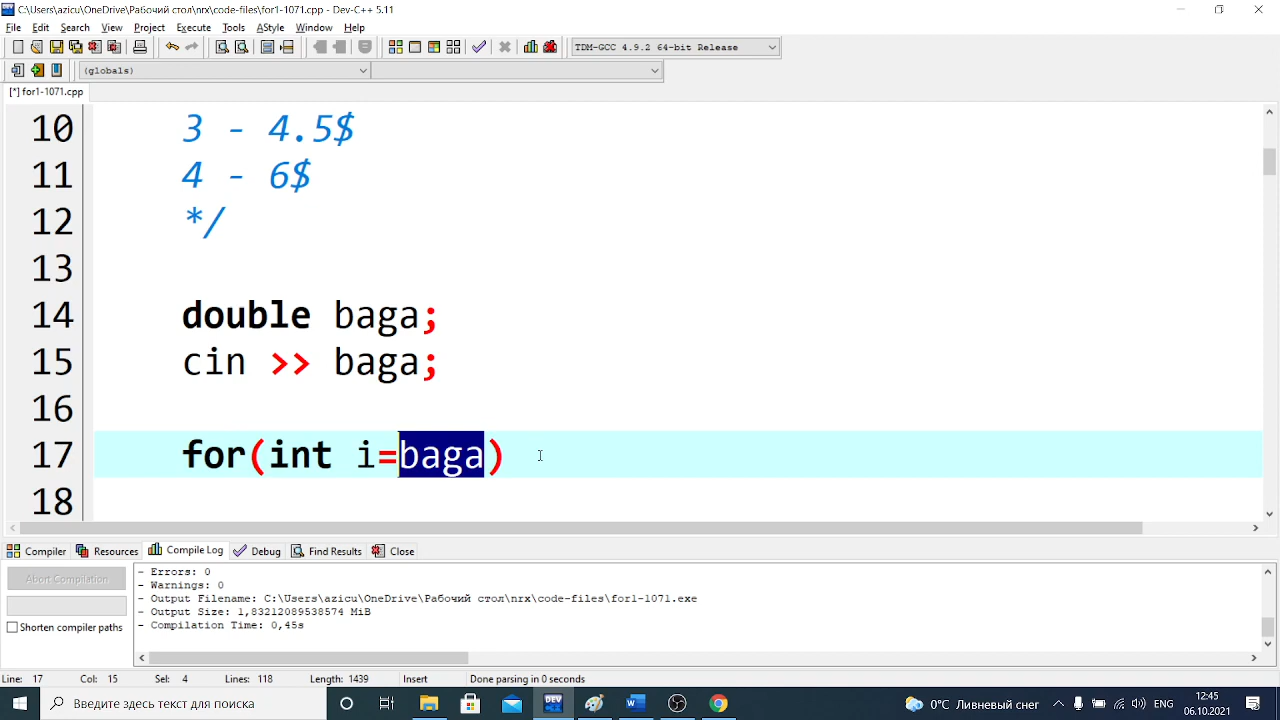 C:\Users\azicu\OneDrive\Рабочий стол\nrx\code-files\for1-1071.cpp - Dev-C++ 5.11
File Edit Search View Project Execute Tools AStyle Window Help
TDM-GCC 4.9.2 64-bit Release
(globals)
[*] for1-1071.cpp
10 3 - 4.5$
11 4 - 6$
12 */
13
14 double baga;
15 cin >> baga;
16
17 for(int i=baga)
18
Compiler Resources Compile Log Debug Find Results Close
Abort Compilation
Shorten compiler paths
- Errors: 0
- Warnings: 0
- Output Filename: C:\Users\azicu\OneDrive\Рабочий стол\nrx\code-files\for1-1071.exe
- Output Size: 1,83212089538574 MiB
- Compilation Time: 0,45s
Line: 17 Col: 15 Sel: 4 Lines: 118 Length: 1439 Insert Done parsing in 0 seconds
Введите здесь текст для поиска
DEV
0°C Ливневый снег
ENG
12:45
06.10.2021